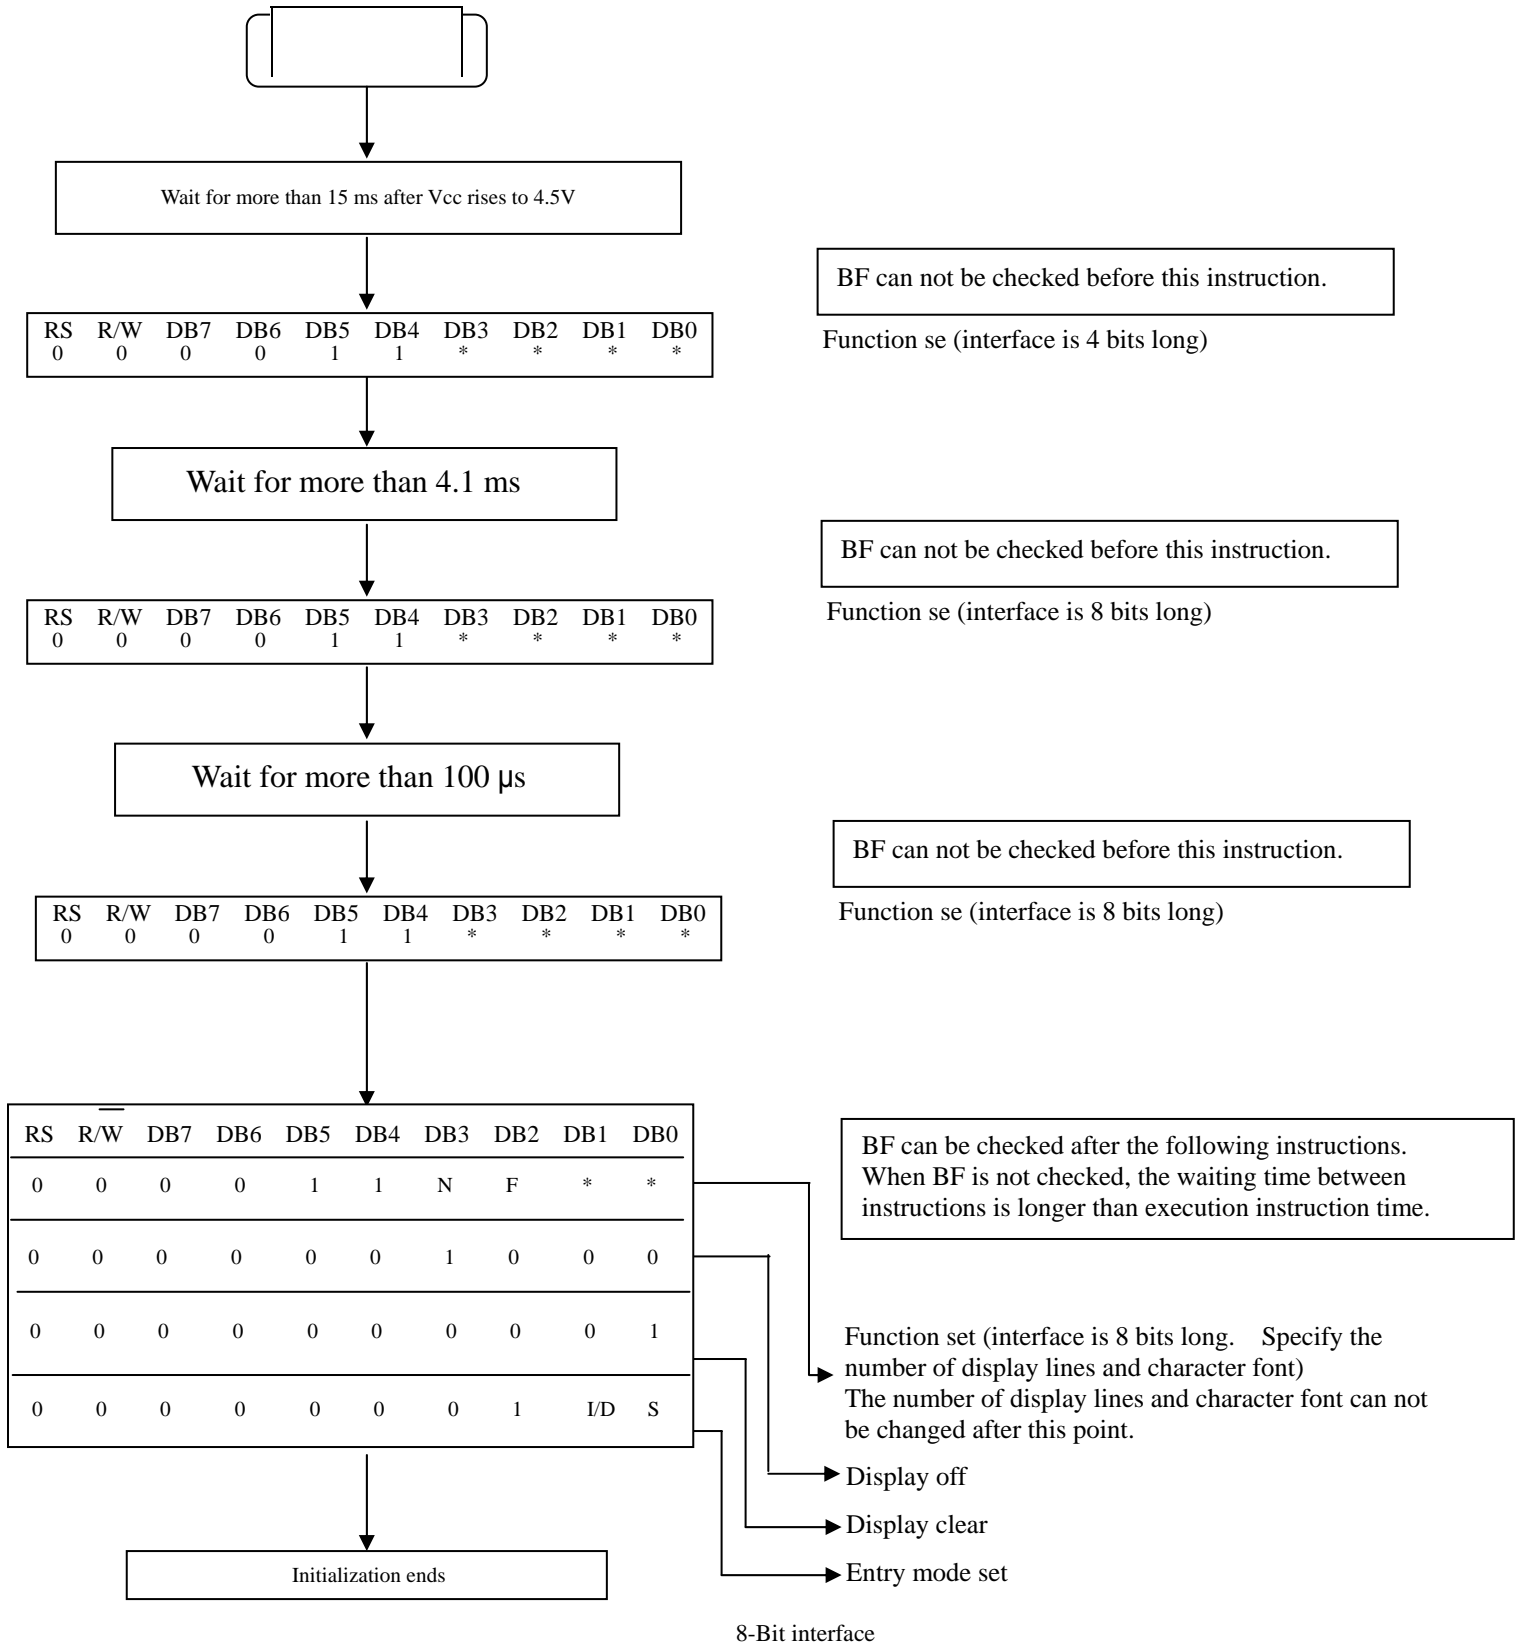 Wait for more than 15 ms after Vcc rises to 4.5V
BF can not be checked before this instruction.
RS R/W DB7 DB6 DB5 DB4 DB3 DB2 DB1 DB0
0 0 0 0 1 1 * * * *
Function se (interface is 4 bits long)
Wait for more than 4.1 ms
BF can not be checked before this instruction.
RS R/W DB7 DB6 DB5 DB4 DB3 DB2 DB1 DB0
0 0 0 0 1 1 * * * *
Function se (interface is 8 bits long)
Wait for more than 100 µs
BF can not be checked before this instruction.
RS R/W DB7 DB6 DB5 DB4 DB3 DB2 DB1 DB0
0 0 0 0 1 1 * * * *
Function se (interface is 8 bits long)
RS R/W DB7 DB6 DB5 DB4 DB3 DB2 DB1 DB0
0 0 0 0 1 1 N F * *
0 0 0 0 0 0 1 0 0 0
0 0 0 0 0 0 0 0 0 1
0 0 0 0 0 0 0 1 I/D S
BF can be checked after the following instructions.
When BF is not checked, the waiting time between
instructions is longer than execution instruction time.
Function set (interface is 8 bits long. Specify the
number of display lines and character font)
The number of display lines and character font can not
be changed after this point.
Display off
Display clear
Entry mode set
Initialization ends
8-Bit interface